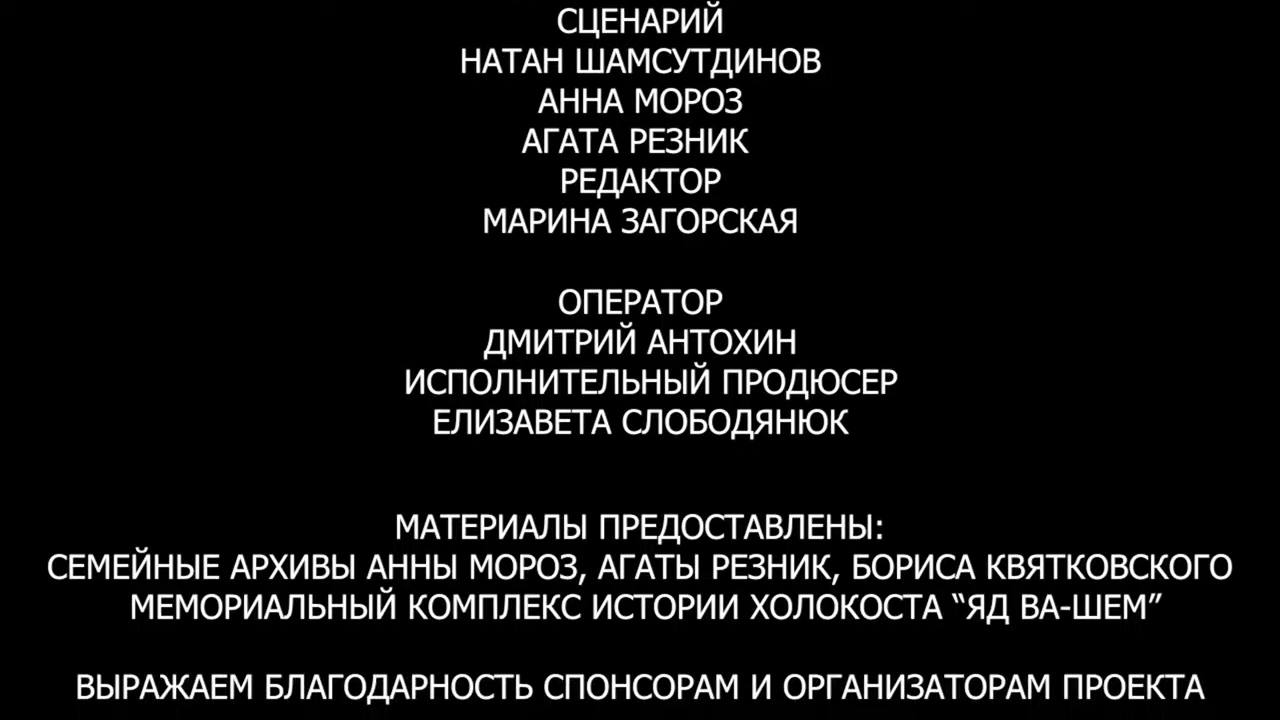 СЦЕНАРИЙ
НАТАН ШАМСУТДИНОВ
АННА МОРОЗ
АГАТА РЕЗНИК
РЕДАКТОР
МАРИНА ЗАГОРСКАЯ
ОПЕРАТОР
ДМИТРИЙ АНТОХИН
ИСПОЛНИТЕЛЬНЫЙ ПРОДЮСЕР
ЕЛИЗАВЕТА СЛОБОДЯНЮК
МАТЕРИАЛЫ ПРЕДОСТАВЛЕНЫ:
СЕМЕЙНЫЕ АРХИВЫ АННЫ МОРОЗ, АГАТЫ РЕЗНИК, БОРИСА КВЯТКОВСКОГО
МЕМОРИАЛЬНЫЙ КОМПЛЕКС ИСТОРИИ ХОЛОКОСТА “ЯД ВА-ШЕМ”
ВЫРАЖАЕМ БЛАГОДАРНОСТЬ СПОНСОРАМ И ОРГАНИЗАТОРАМ ПРОЕКТА